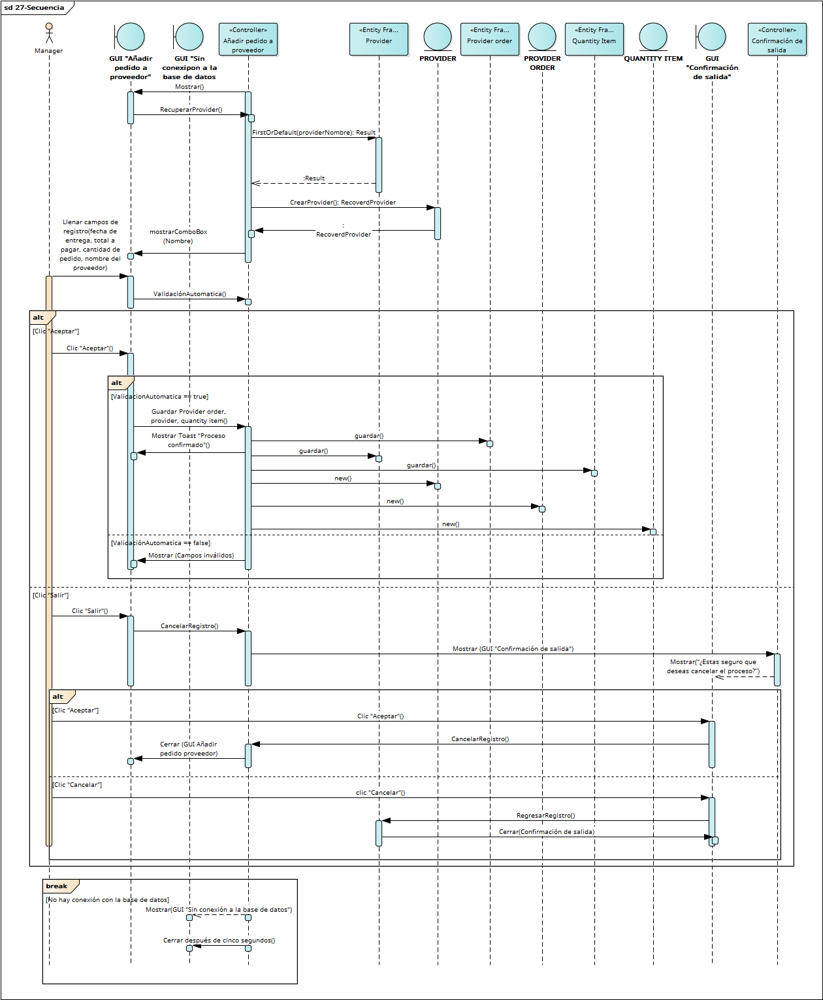 sd 27-Secuencia
Manager
GUI "Añadir
pedido a
proveedor"
GUI "Sin
conexipon a la
base de datos
«Controller»
Añadir pedido a
proveedor
«Entity Fra...
Provider
PROVIDER
«Entity Fra...
Provider order
PROVIDER
ORDER
«Entity Fra...
Quantity Item
QUANTITY ITEM
GUI
"Confirmación
de salida"
«Controller»
Confirmación de
salida
Mostrar()
RecuperarProvider()
FirstOrDefault(providerNombre): Result
:Result
CrearProvider(): RecoverdProvider
:
RecoverdProvider
mostrarComboBox
(Nombre)
Llenar campos de
registro(fecha de
entrega, total a
pagar, cantidad de
pedido, nombre del
proveedor)
ValidaciónAutomatica()
alt
[Clic "Aceptar"]
Clic "Aceptar"()
alt
[ValidacionAutomatica == true]
Guardar Provider order,
provider, quantity item()
Mostrar Toast "Proceso
confirmado"()
guardar()
guardar()
guardar()
new()
new()
new()
[ValidaciónAutomatica == false]
Mostrar (Campos inválidos)
[Clic "Salir"]
Clic "Salir"()
CancelarRegistro()
Mostrar (GUI "Confirmación de salida")
Mostrar("¿Estas seguro que
deseas cancelar el proceso?")
alt
[Clic "Aceptar"]
Clic "Aceptar"()
CancelarRegistro()
Cerrar (GUI Añadir
pedido proveedor)
[Clic "Cancelar"]
clic "Cancelar"()
RegresarRegistro()
Cerrar(Confirmación de salida)
break
[No hay conexión con la base de datos]
Mostrar(GUI "Sin conexión a la base de datos")
Cerrar después de cinco segundos()